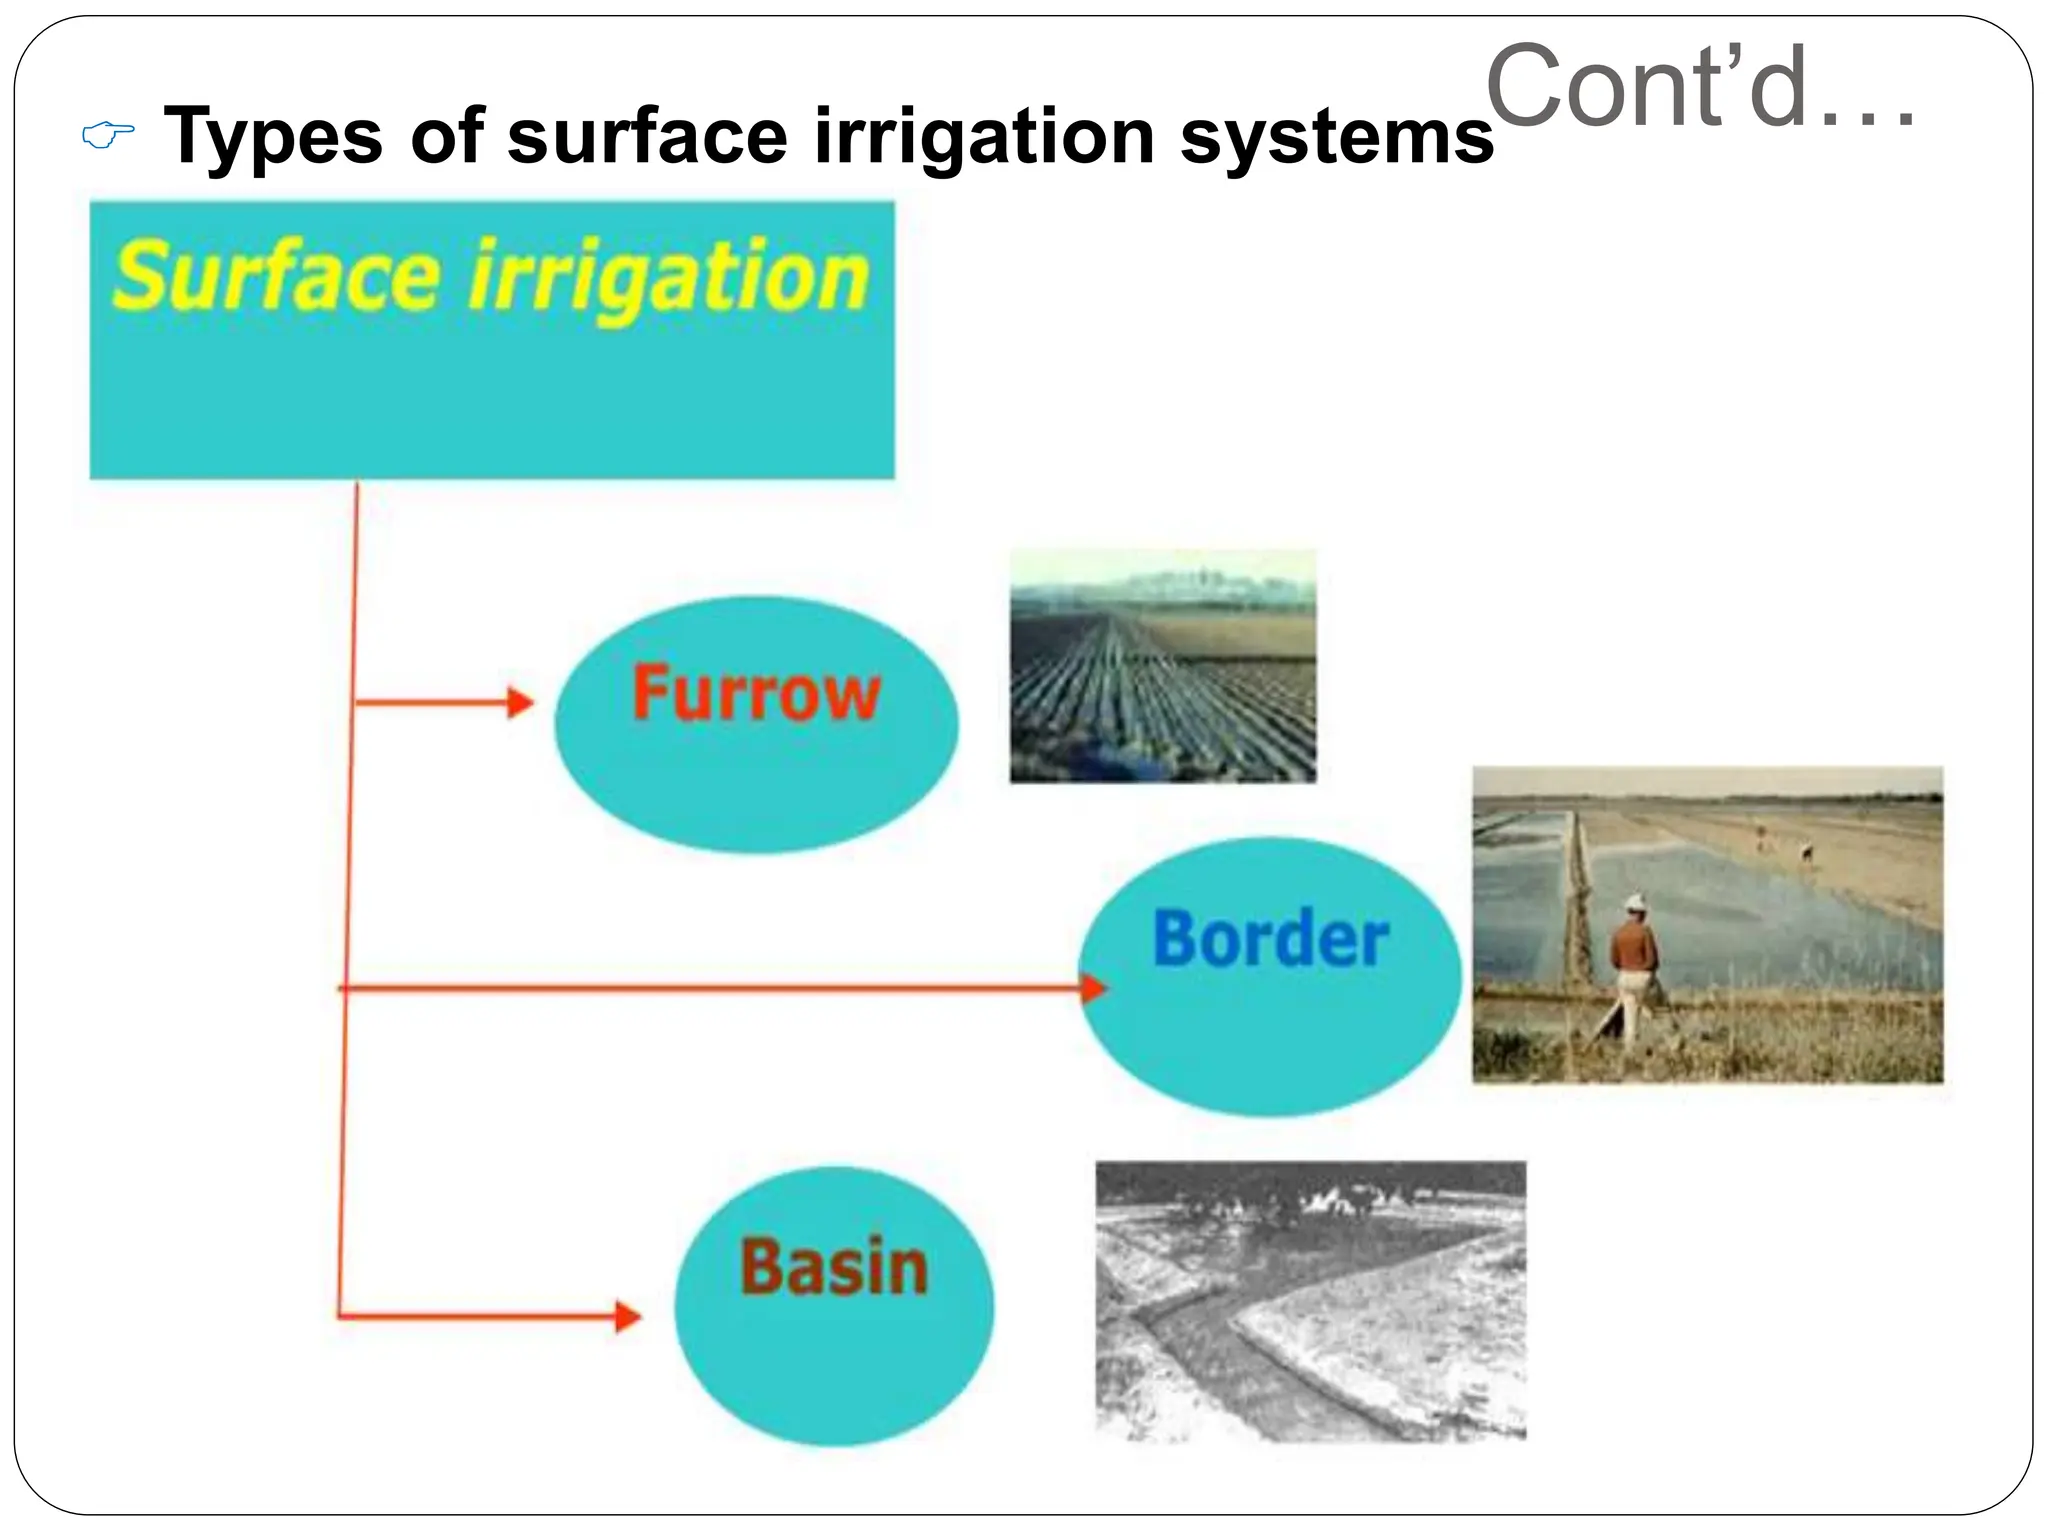 Cont’d…
Types of surface irrigation systems
Surface irrigation
Furrow
Border
Basin